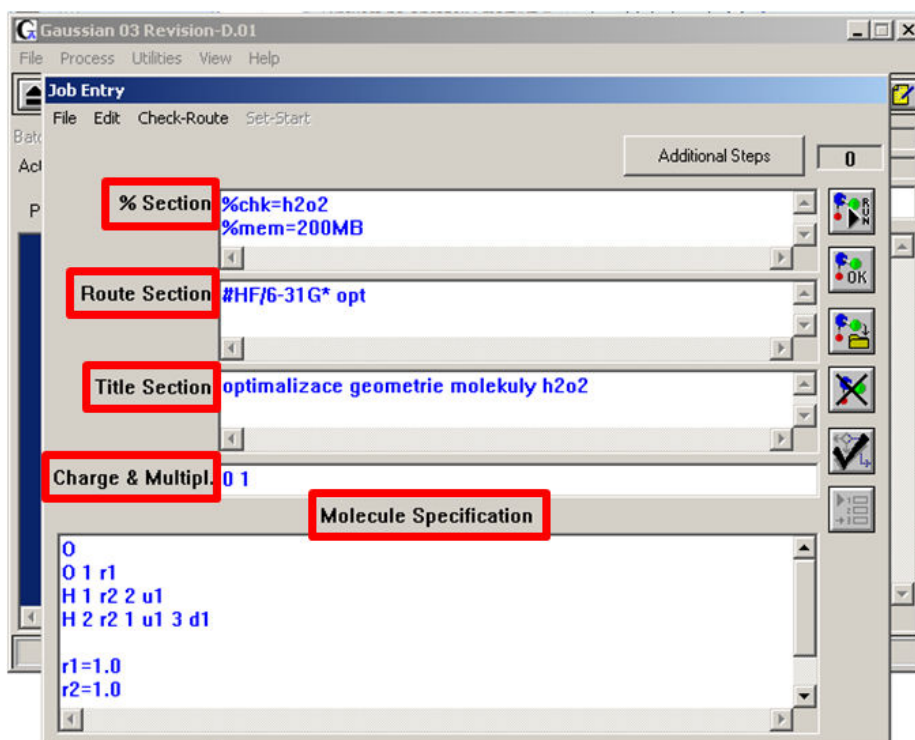 Gaussian 03 Revision-D.01
File Process Utilities View Help
Job Entry
File Edit Check-Route Set-Start
Additional Steps
0
% Section
%chk=h2o2
%mem=200MB
Route Section
#HF/6-31G* opt
Title Section
optimalizace geometrie molekuly h2o2
Charge & Multipl.
0 1
Molecule Specification
O
O 1 r1
H 1 r2 2 u1
H 2 r2 1 u1 3 d1
r1=1.0
r2=1.0
RUN
OK